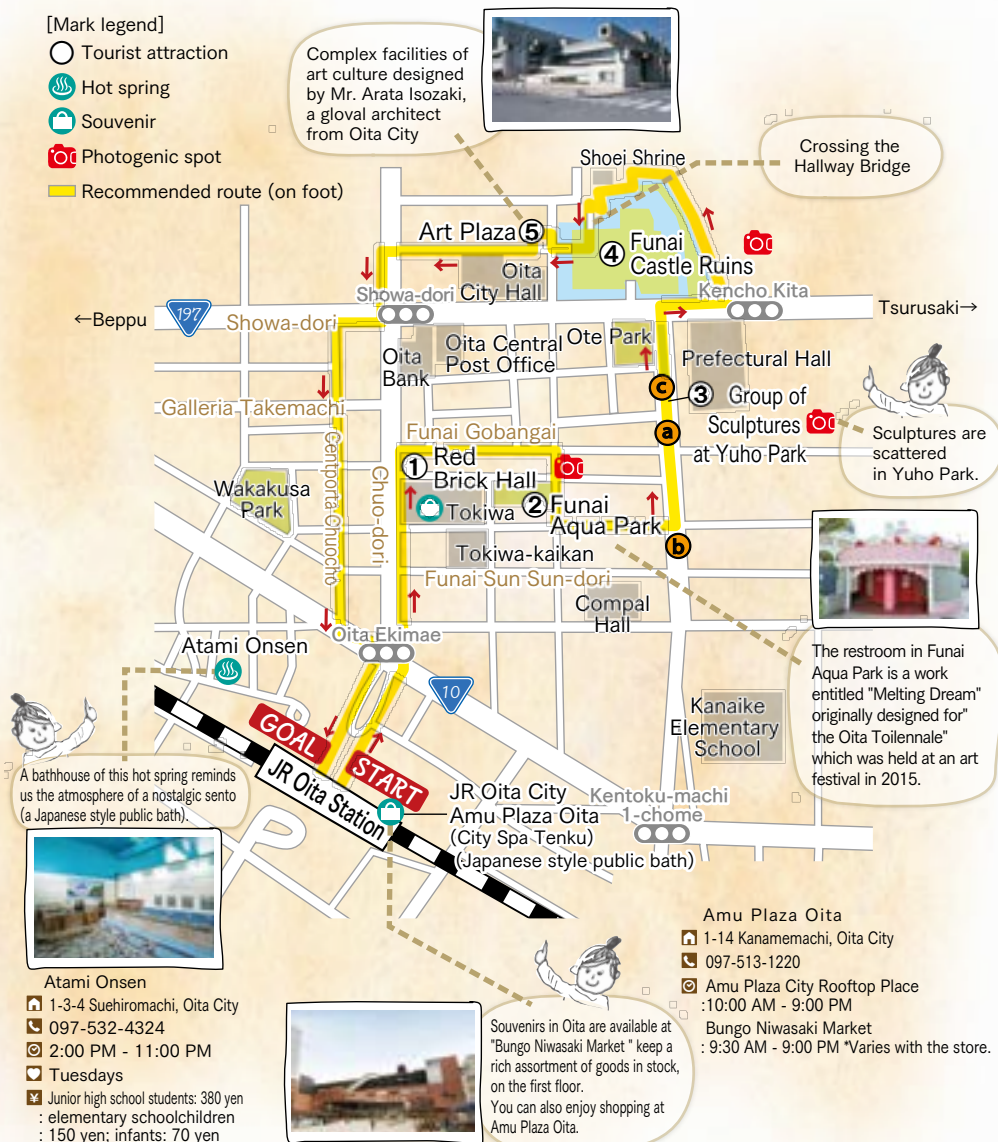 [Mark legend]
Tourist attraction
Hot spring
Souvenir
Photogenic spot
Recommended route (on foot)
Complex facilities of
art culture designed
by Mr. Arata Isozaki,
a gloval architect
from Oita City
Crossing the
Hallway Bridge
Shoei Shrine
Art Plaza ⑤
④ Funai
Castle Ruins
Oita
City Hall
Showa-dori
Kencho Kita
←Beppu
197
Showa-dori
Tsurusaki→
Oita
Bank
Oita Central
Post Office
Ote Park
Prefectural Hall
c
③ Group of
Sculptures
at Yuho Park
a
Sculptures are
scattered
in Yuho Park.
Galleria Takemachi
Centporta Chuocho
Chuo-dori
Funai Gobangai
① Red
Brick Hall
Wakakusa
Park
Tokiwa
② Funai
Aqua Park
b
Tokiwa-kaikan
Funai Sun Sun-dori
Compal
Hall
The restroom in Funai
Aqua Park is a work
entitled "Melting Dream"
originally designed for"
the Oita Toilennale"
which was held at an art
festival in 2015.
Oita Ekimae
Atami Onsen
10
Kanaike
Elementary
School
GOAL
START
JR Oita Station
A bathhouse of this hot spring reminds
us the atmosphere of a nostalgic sento
(a Japanese style public bath).
JR Oita City
Amu Plaza Oita
(City Spa Tenku)
(Japanese style public bath)
Kentoku-machi
1-chome
Atami Onsen
1-3-4 Suehiromachi, Oita City
097-532-4324
2:00 PM - 11:00 PM
Tuesdays
¥ Junior high school students: 380 yen
: elementary schoolchildren
: 150 yen; infants: 70 yen
Souvenirs in Oita are available at
"Bungo Niwasaki Market " keep a
rich assortment of goods in stock,
on the first floor.
You can also enjoy shopping at
Amu Plaza Oita.
Amu Plaza Oita
1-14 Kanamemachi, Oita City
097-513-1220
Amu Plaza City Rooftop Place
:10:00 AM - 9:00 PM
Bungo Niwasaki Market
: 9:30 AM - 9:00 PM *Varies with the store.